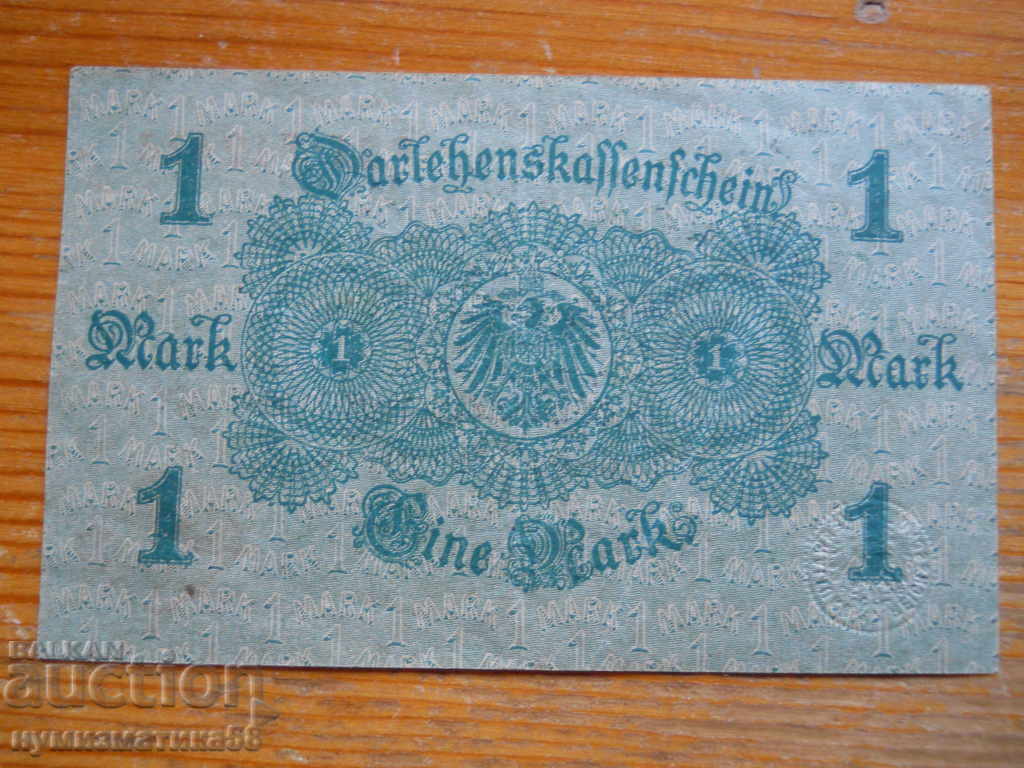 1 Darlehenskassenschein 1
Mark 1 1 Mark
1 Eine Mark 1
BALKAN
auction
нумизматика58